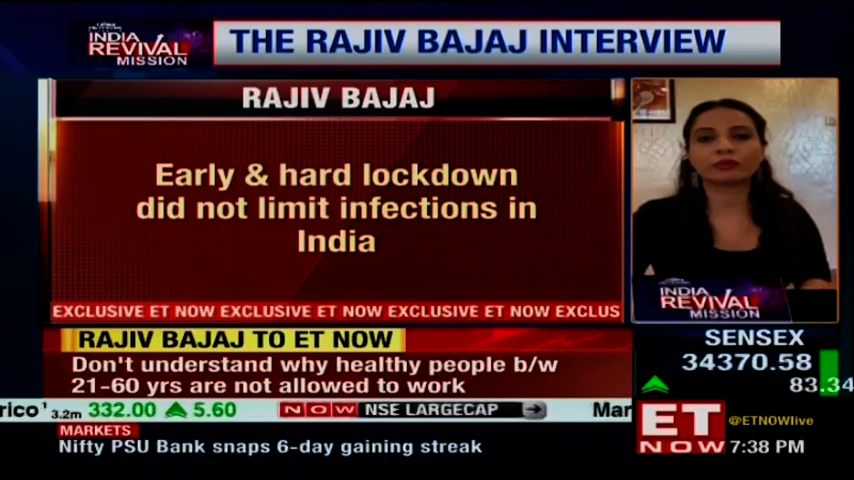 INDIA
REVIVAL
MISSION
THE RAJIV BAJAJ INTERVIEW
RAJIV BAJAJ
Early & hard lockdown
did not limit infections in
India
EXCLUSIVE ET NOW EXCLUSIVE ET NOW EXCLUSIVE ET NOW EXCLUS
INDIA
REVIVAL
MISSION
RAJIV BAJAJ TO ET NOW
Don't understand why healthy people b/w
21-60 yrs are not allowed to work
SENSEX
34370.58
83.34
rico 3.2m 332.00 5.60 NOW NSE LARGECAP Mar
MARKETS
Nifty PSU Bank snaps 6-day gaining streak
ET
NOW
@ETNOWlive
7:38 PM